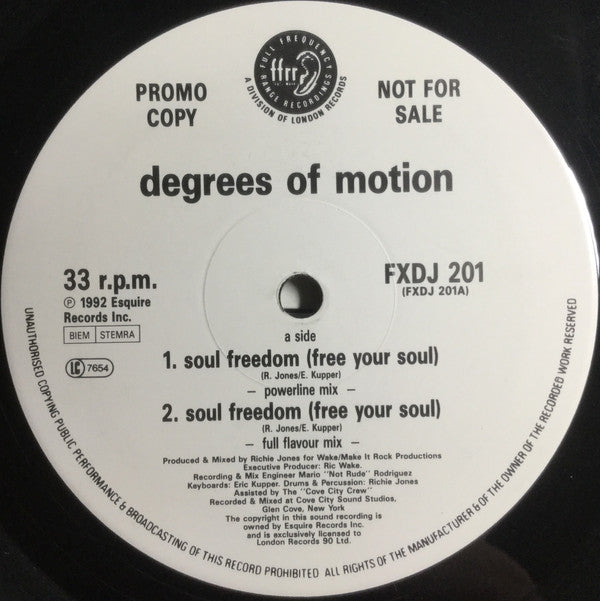 FULL FREQUENCY
RANGE RECORDINGS
ffrr
A DIVISION OF LONDON RECORDS
PROMO
COPY
NOT FOR
SALE
degrees of motion
33 r.p.m.
℗ 1992 Esquire
Records Inc.
BIEM STEMRA
LC 7654
FXDJ 201
(FXDJ 201A)
a side
1. soul freedom (free your soul)
(R. Jones/E. Kupper)
– powerline mix –
2. soul freedom (free your soul)
(R. Jones/E. Kupper)
– full flavour mix –
Produced & Mixed by Richie Jones for Wake/Make It Rock Productions
Executive Producer: Ric Wake.
Recording & Mix Engineer Mario "Not Rude" Rodriguez
Keyboards: Eric Kupper. Drums & Percussion: Richie Jones
Assisted by The "Cove City Crew"
Recorded & Mixed at Cove City Sound Studios,
Glen Cove, New York
The copyright in this sound recording is
owned by Esquire Records Inc.
and is exclusively licensed to
London Records 90 Ltd.
UNAUTHORISED COPYING PUBLIC PERFORMANCE & BROADCASTING OF THIS RECORD PROHIBITED ALL RIGHTS OF THE MANUFACTURER & OF THE OWNER OF THE RECORDED WORK RESERVED